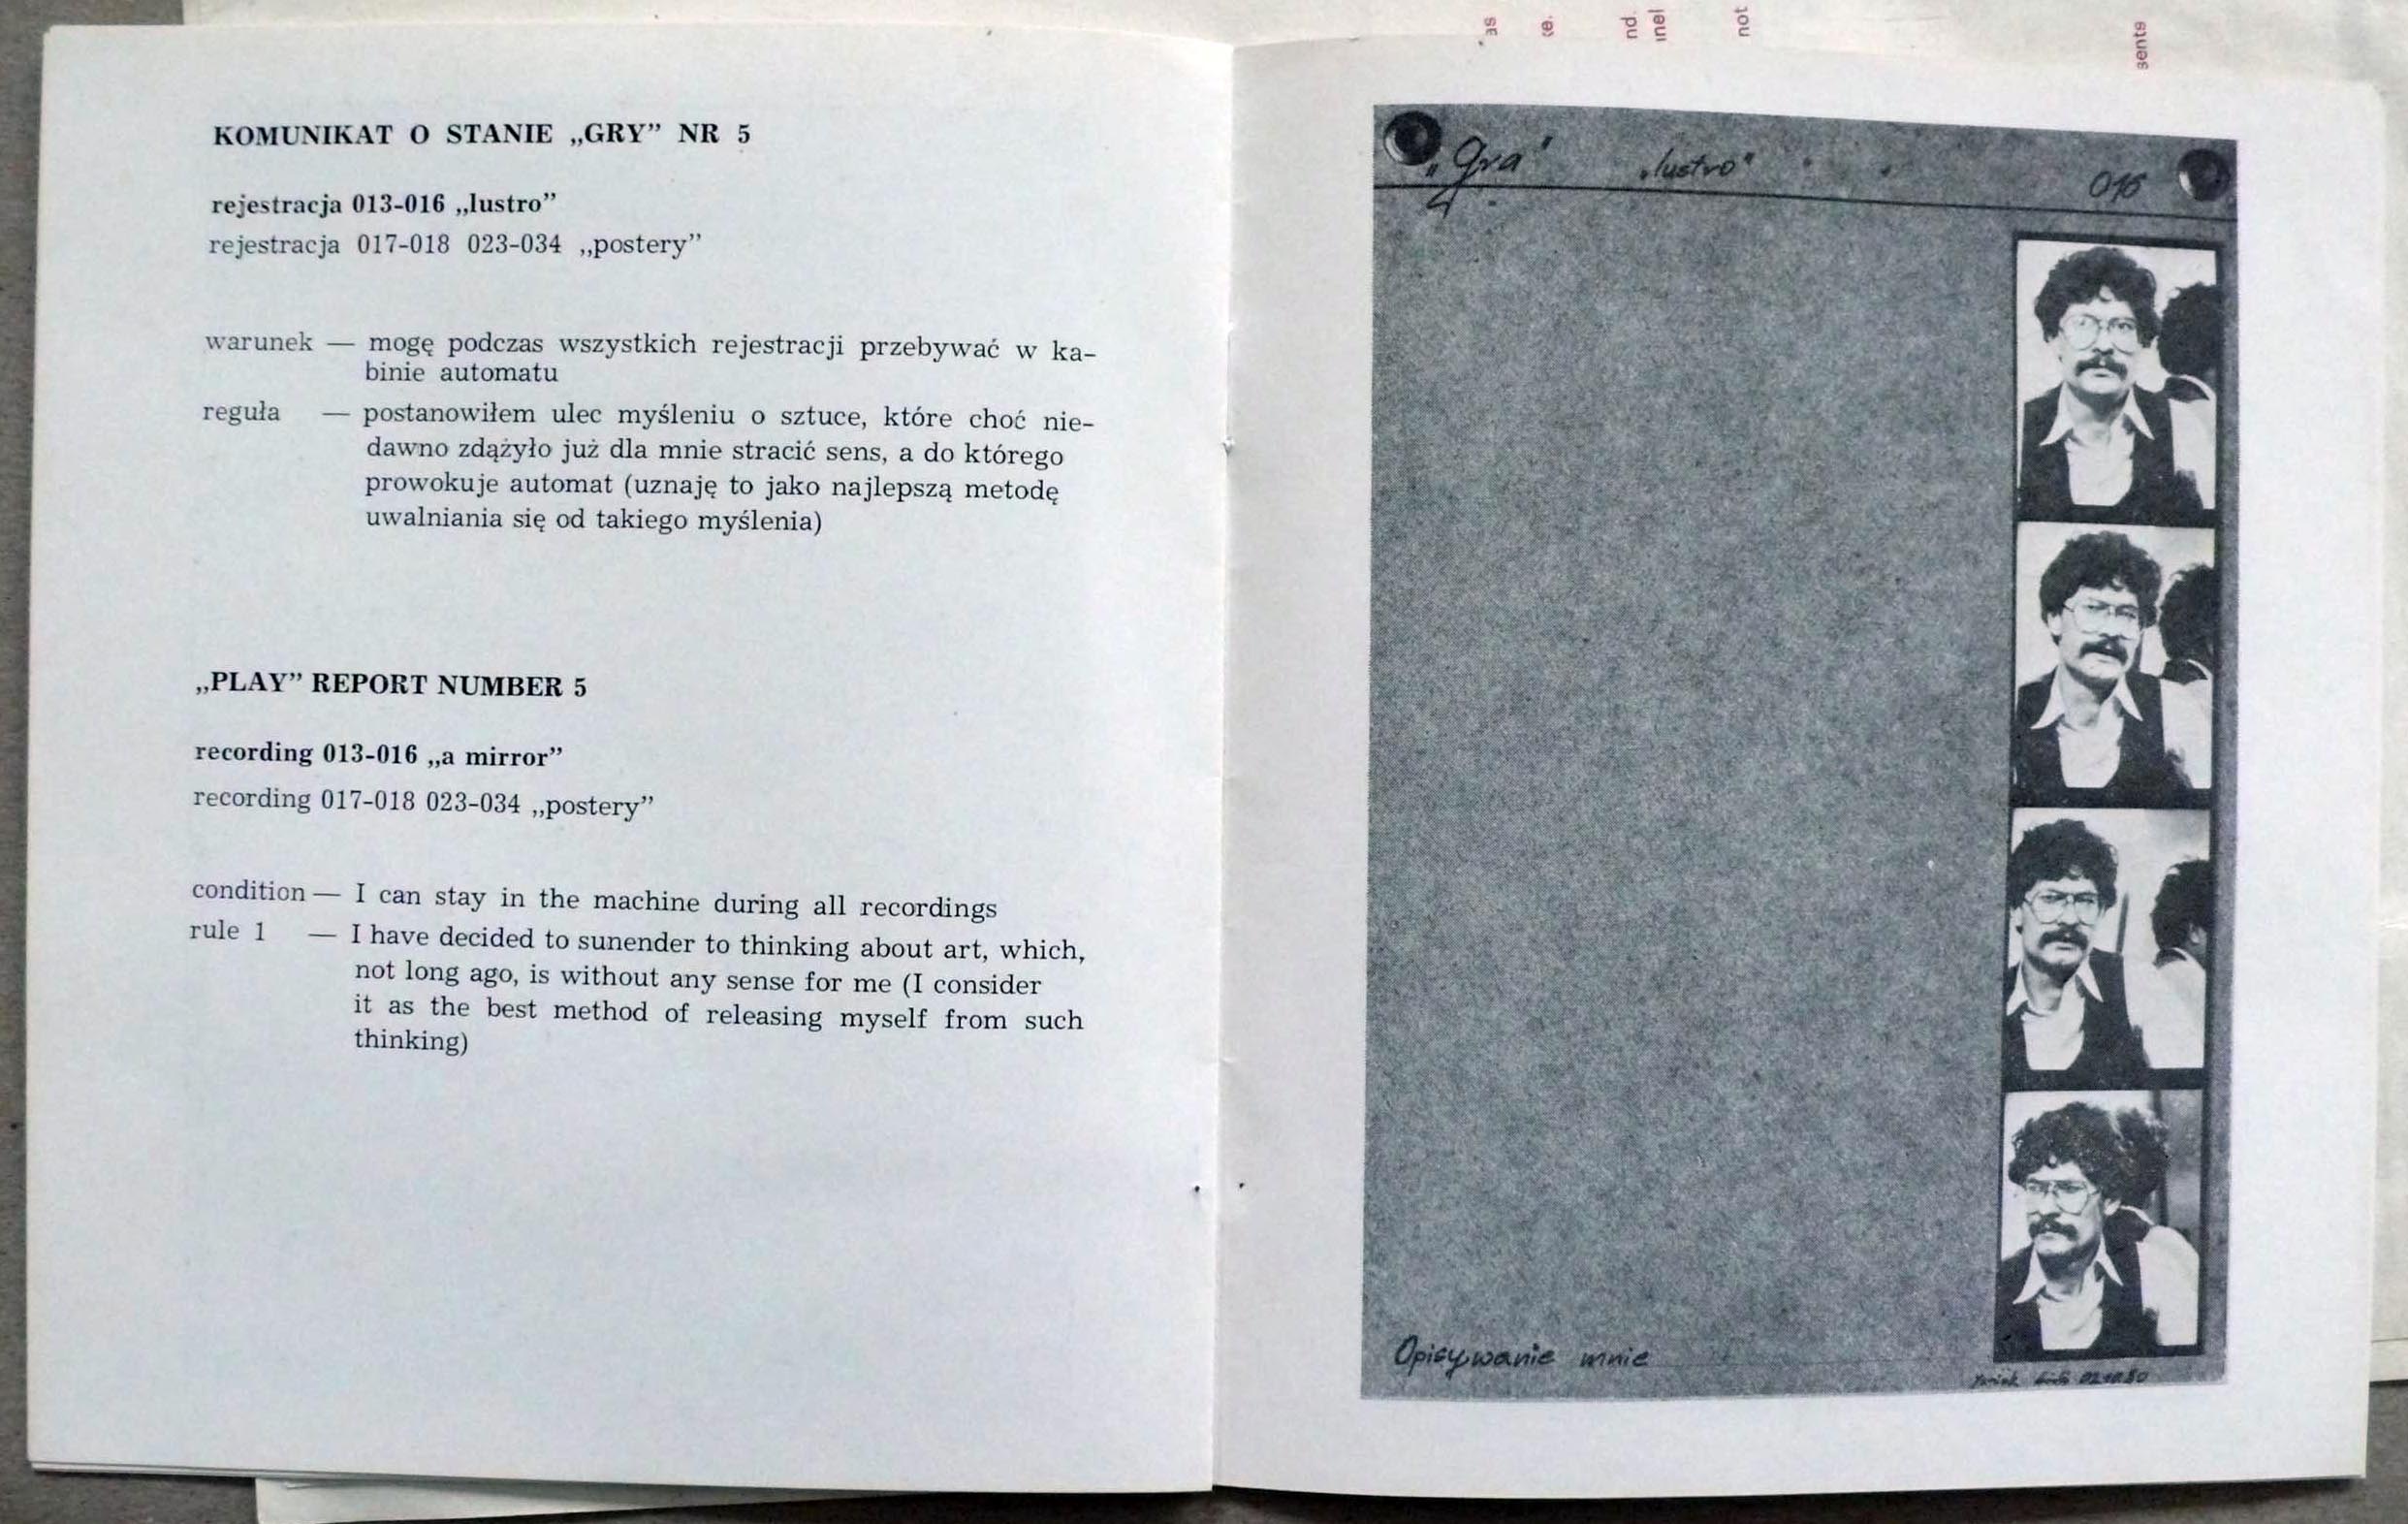 KOMUNIKAT O STANIE „GRY” NR 5
rejestracja 013-016 „lustro”
rejestracja 017-018 023-034 „postery”
warunek — mogę podczas wszystkich rejestracji przebywać w ka-
binie automatu
reguła — postanowiłem ulec myśleniu o sztuce, które choć nie-
dawno zdążyło już dla mnie stracić sens, a do którego
prowokuje automat (uznaję to jako najlepszą metodę
uwalniania się od takiego myślenia)
„PLAY” REPORT NUMBER 5
recording 013-016 „a mirror”
recording 017-018 023-034 „postery”
condition — I can stay in the machine during all recordings
rule 1 — I have decided to sunender to thinking about art, which,
not long ago, is without any sense for me (I consider
it as the best method of releasing myself from such
thinking)
as
nd
inel
not
sents
„Gra” „lustro” 016
Opisywanie mnie